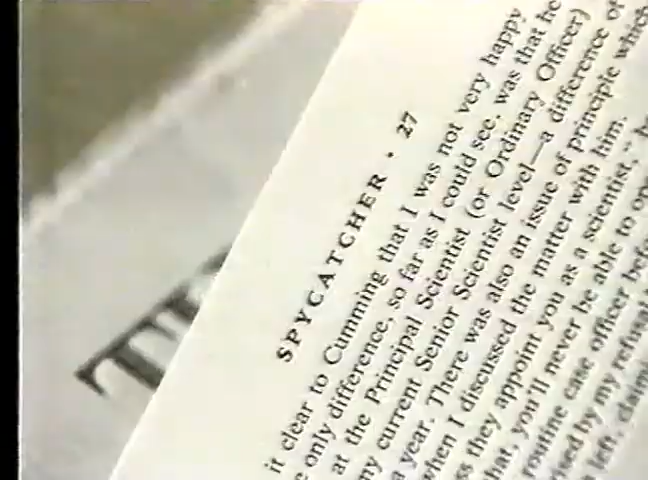 SPYCATCHER · 27
it clear to Cumming that I was not very happy
only difference, so far as I could see, was that he
at the Principal Scientist (or Ordinary Officer)
my current Senior Scientist level—a difference of
a year. There was also an issue of principle which
when I discussed the matter with him.
they appoint you as a scientist,"
you'll never be able to
routine case officer
by my refusal
left,